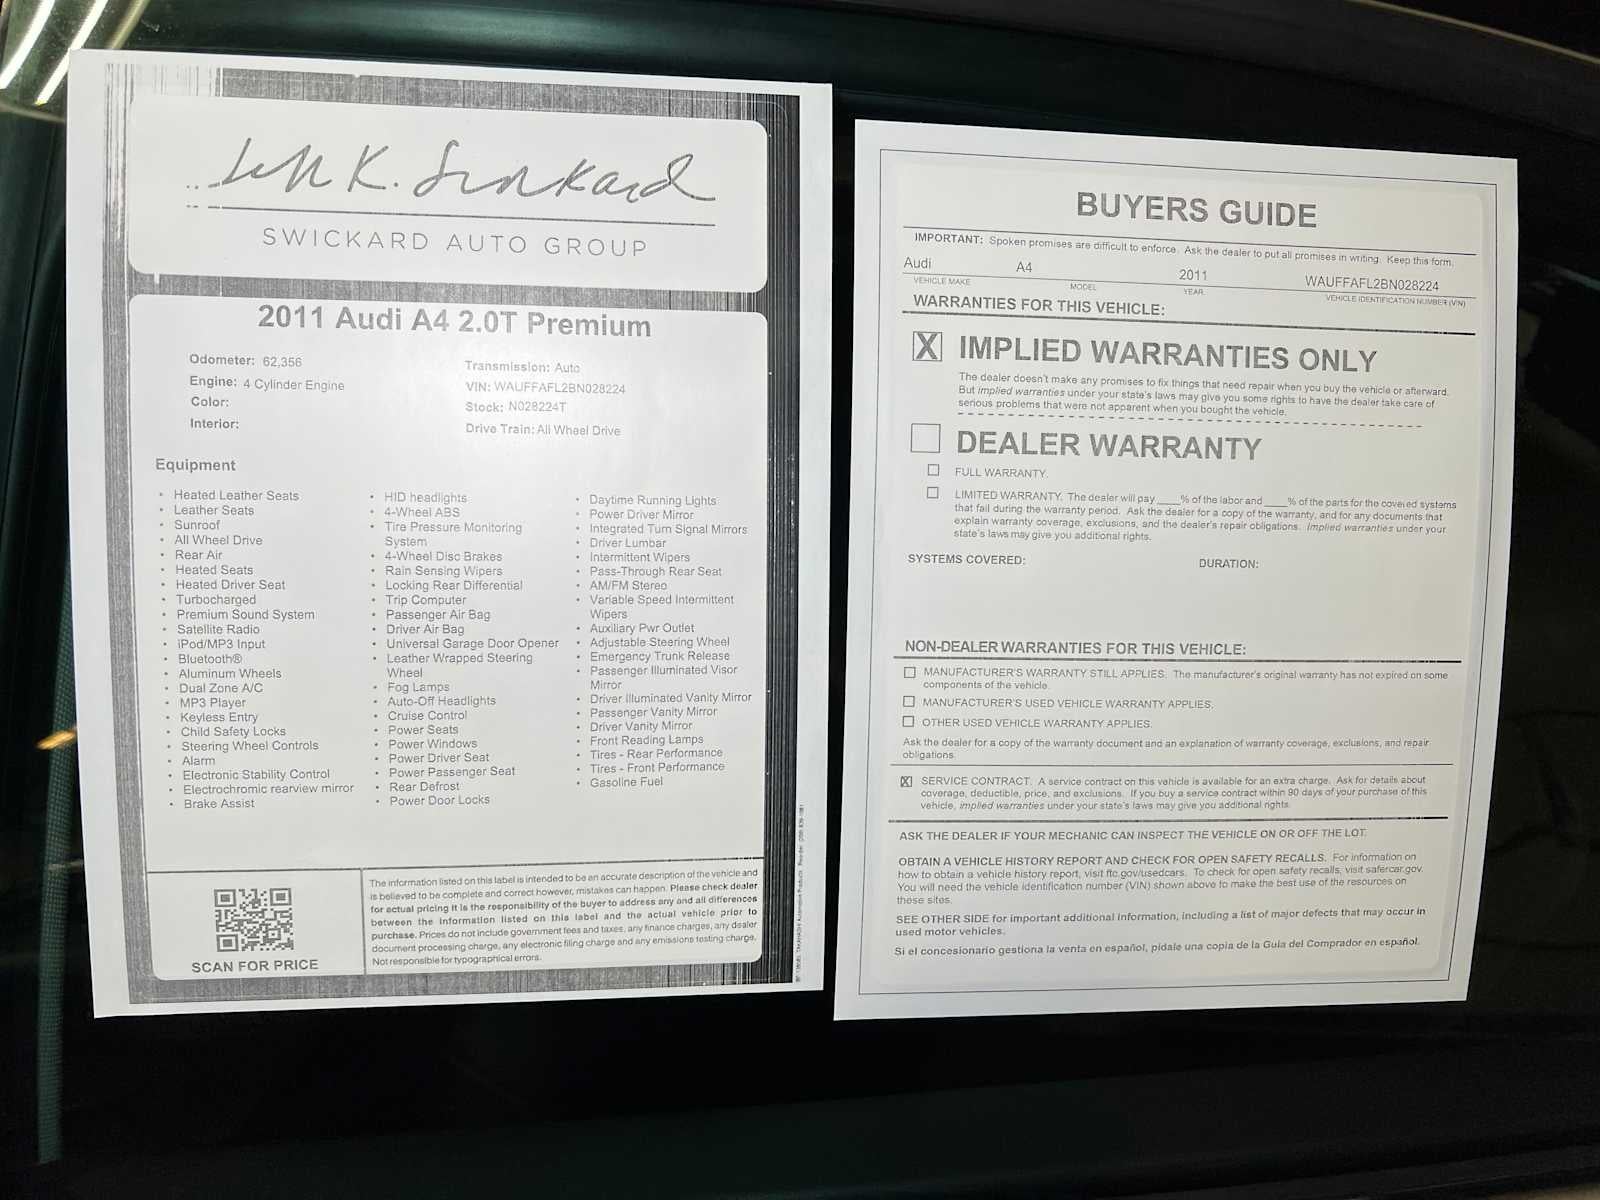 Jeff K. Swickard
SWICKARD AUTO GROUP
2011 Audi A4 2.0T Premium
Odometer: 62,356
Engine: 4 Cylinder Engine
Color:
Interior:
Transmission: Auto
VIN: WAUFFAFL2BN028224
Stock: N028224T
Drive Train: All Wheel Drive
Equipment
• Heated Leather Seats
• Leather Seats
• Sunroof
• All Wheel Drive
• Rear Air
• Heated Seats
• Heated Driver Seat
• Turbocharged
• Premium Sound System
• Satellite Radio
• iPod/MP3 Input
• Bluetooth®
• Aluminum Wheels
• Dual Zone A/C
• MP3 Player
• Keyless Entry
• Child Safety Locks
• Steering Wheel Controls
• Alarm
• Electronic Stability Control
• Electrochromic rearview mirror
• Brake Assist
• HID headlights
• 4-Wheel ABS
• Tire Pressure Monitoring
System
• 4-Wheel Disc Brakes
• Rain Sensing Wipers
• Locking Rear Differential
• Trip Computer
• Passenger Air Bag
• Driver Air Bag
• Universal Garage Door Opener
• Leather Wrapped Steering
Wheel
• Fog Lamps
• Auto-Off Headlights
• Cruise Control
• Power Seats
• Power Windows
• Power Driver Seat
• Power Passenger Seat
• Rear Defrost
• Power Door Locks
• Daytime Running Lights
• Power Driver Mirror
• Integrated Turn Signal Mirrors
• Driver Lumbar
• Intermittent Wipers
• Pass-Through Rear Seat
• AM/FM Stereo
• Variable Speed Intermittent
Wipers
• Auxiliary Pwr Outlet
• Adjustable Steering Wheel
• Emergency Trunk Release
• Passenger Illuminated Visor
Mirror
• Driver Illuminated Vanity Mirror
• Passenger Vanity Mirror
• Driver Vanity Mirror
• Front Reading Lamps
• Tires - Rear Performance
• Tires - Front Performance
• Gasoline Fuel
SCAN FOR PRICE
The information listed on this label is intended to be an accurate description of the vehicle and
is believed to be complete and correct however, mistakes can happen. Please check dealer
for actual pricing it is the responsibility of the buyer to address any and all differences
between the information listed on this label and the actual vehicle prior to
purchase. Prices do not include government fees and taxes, any finance charges, any dealer
document processing charge, any electronic filing charge and any emissions testing charge.
Not responsible for typographical errors.
TAKAHASHI Automotive Products
BUYERS GUIDE
IMPORTANT: Spoken promises are difficult to enforce. Ask the dealer to put all promises in writing. Keep this form.
Audi A4 2011 WAUFFAFL2BN028224
VEHICLE MAKE MODEL YEAR VEHICLE IDENTIFICATION NUMBER (VIN)
WARRANTIES FOR THIS VEHICLE:
X IMPLIED WARRANTIES ONLY
The dealer doesn't make any promises to fix things that need repair when you buy the vehicle or afterward.
But implied warranties under your state's laws may give you some rights to have the dealer take care of
serious problems that were not apparent when you bought the vehicle.
DEALER WARRANTY
FULL WARRANTY.
LIMITED WARRANTY. The dealer will pay ____% of the labor and ____% of the parts for the covered systems
that fail during the warranty period. Ask the dealer for a copy of the warranty, and for any documents that
explain warranty coverage, exclusions, and the dealer's repair obligations. Implied warranties under your
state's laws may give you additional rights.
SYSTEMS COVERED: DURATION:
NON-DEALER WARRANTIES FOR THIS VEHICLE:
MANUFACTURER'S WARRANTY STILL APPLIES. The manufacturer's original warranty has not expired on some
components of the vehicle.
MANUFACTURER'S USED VEHICLE WARRANTY APPLIES.
OTHER USED VEHICLE WARRANTY APPLIES.
Ask the dealer for a copy of the warranty document and an explanation of warranty coverage, exclusions, and repair
obligations.
X SERVICE CONTRACT. A service contract on this vehicle is available for an extra charge. Ask for details about
coverage, deductible, price, and exclusions. If you buy a service contract within 90 days of your purchase of this
vehicle, implied warranties under your state's laws may give you additional rights.
ASK THE DEALER IF YOUR MECHANIC CAN INSPECT THE VEHICLE ON OR OFF THE LOT.
OBTAIN A VEHICLE HISTORY REPORT AND CHECK FOR OPEN SAFETY RECALLS. For information on
how to obtain a vehicle history report, visit ftc.gov/usedcars. To check for open safety recalls, visit safercar.gov.
You will need the vehicle identification number (VIN) shown above to make the best use of the resources on
these sites.
SEE OTHER SIDE for important additional information, including a list of major defects that may occur in
used motor vehicles.
Si el concesionario gestiona la venta en español, pídale una copia de la Guía del Comprador en español.